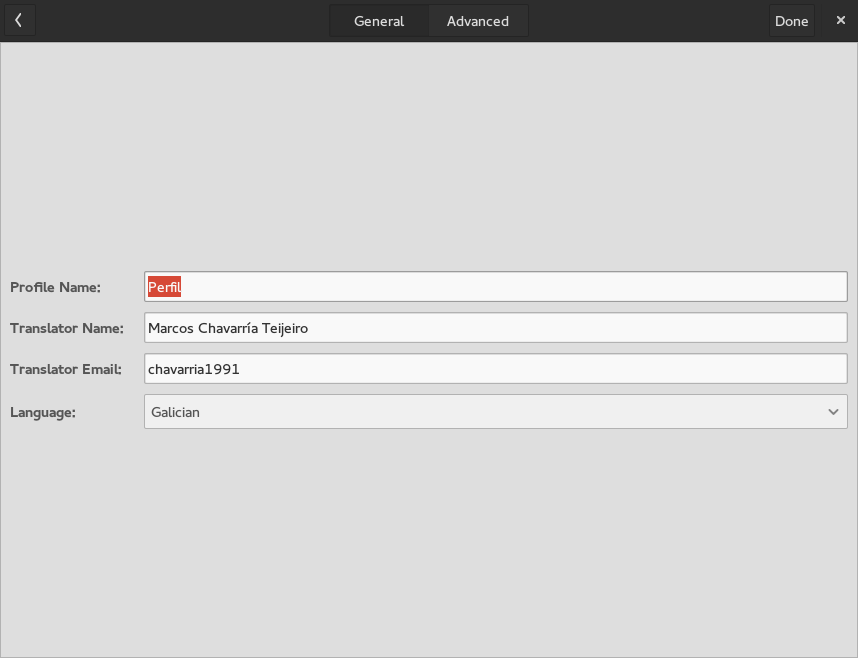 General
Advanced
Done
Profile Name: Perfil
Translator Name: Marcos Chavarría Teijeiro
Translator Email: chavarria1991
Language: Galician